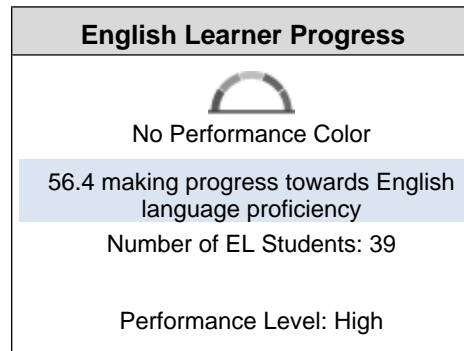 English Learner Progress
No Performance Color
56.4 making progress towards English
language proficiency
Number of EL Students: 39
Performance Level: High